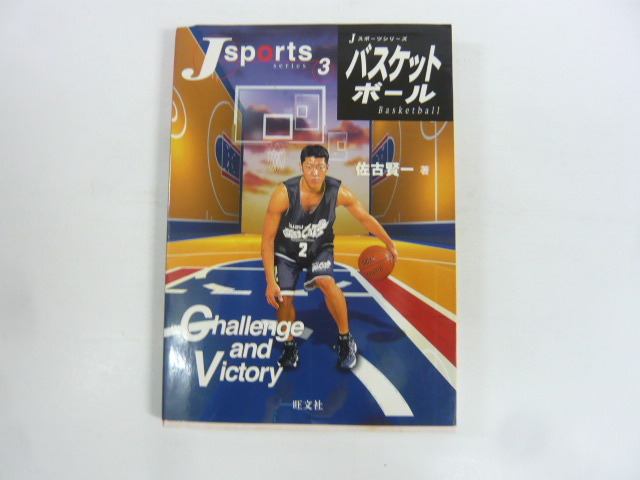 J sports
series 3
Jスポーツシリーズ
バスケット
ボール
Basketball
佐古賢一 著
2
Challenge
and
Victory
旺文社